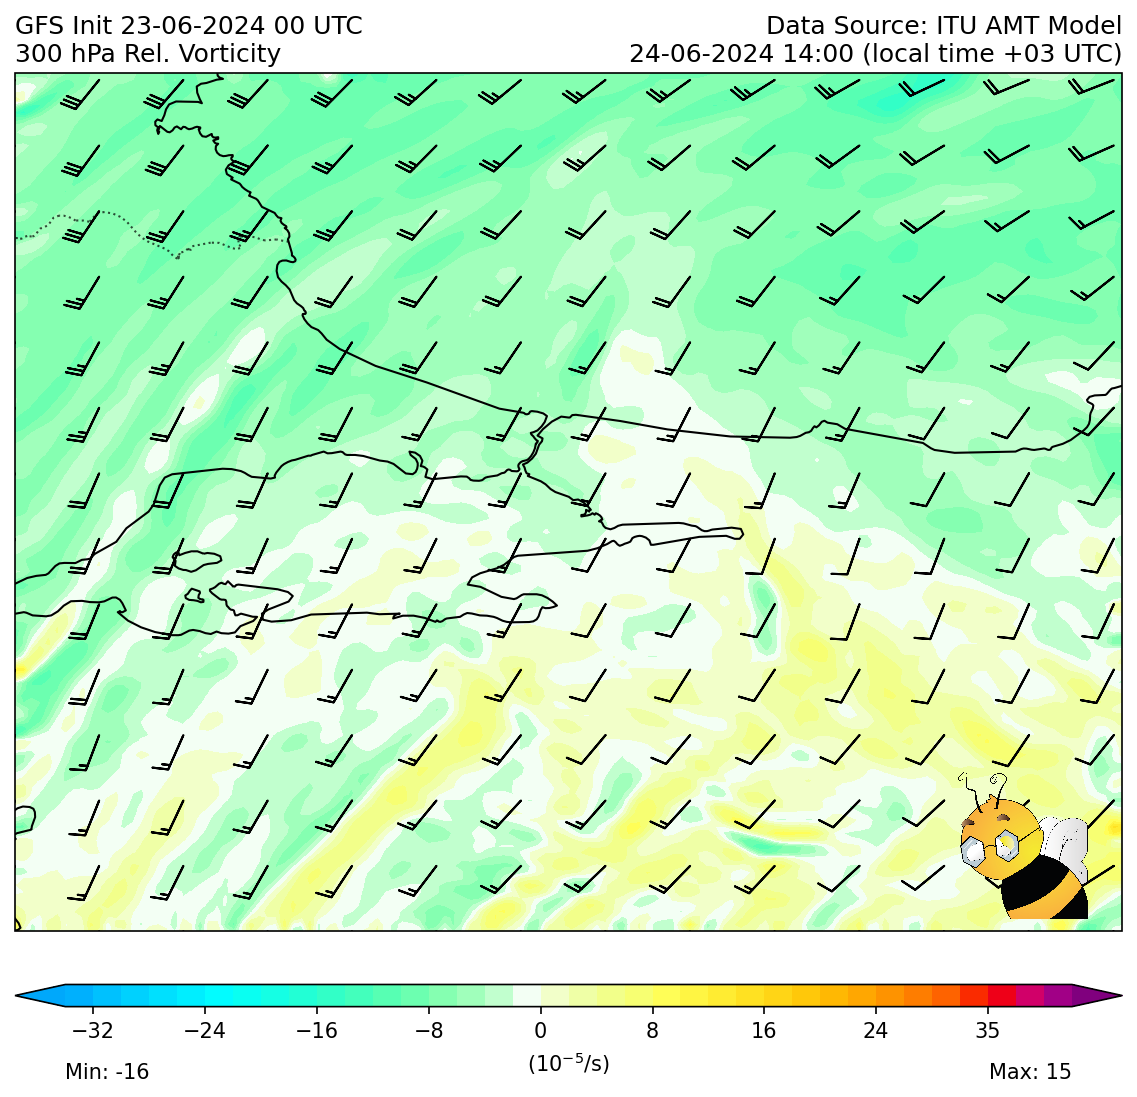 GFS Init 23-06-2024 00 UTC
Data Source: ITU AMT Model
300 hPa Rel. Vorticity
24-06-2024 14:00 (local time +03 UTC)
−32 −24 −16 −8 0 8 16 24 35
(10⁻⁵/s)
Min: -16
Max: 15